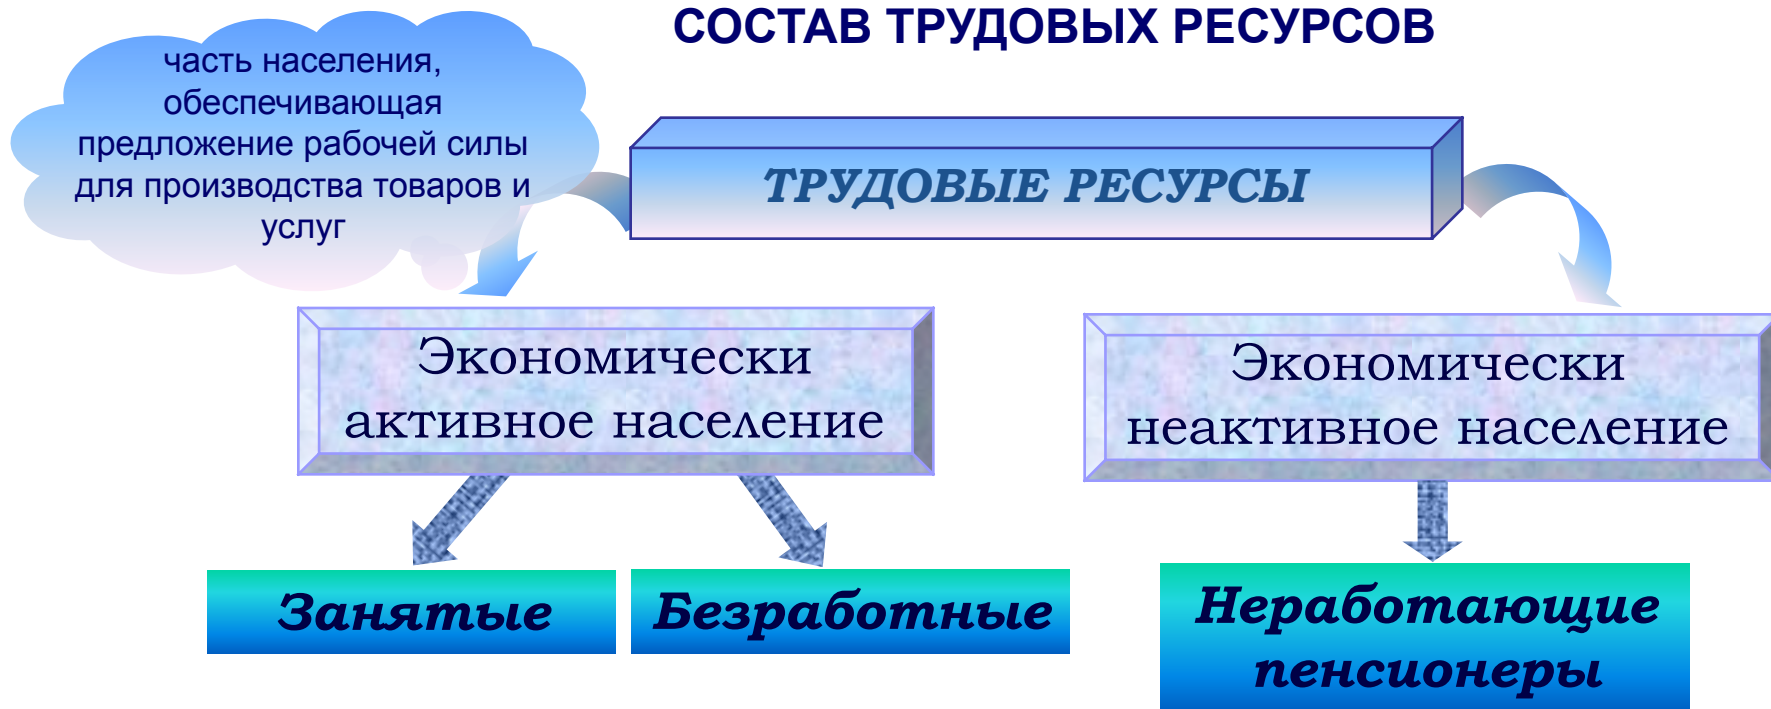 СОСТАВ ТРУДОВЫХ РЕСУРСОВ
часть населения,
обеспечивающая
предложение рабочей силы
для производства товаров и
услуг
ТРУДОВЫЕ РЕСУРСЫ
Экономически
активное население
Экономически
неактивное население
Занятые
Безработные
Неработающие
пенсионеры